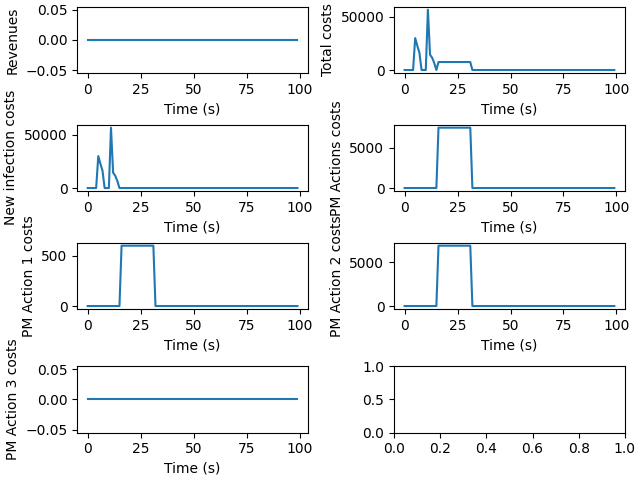 Revenues
0.05
0.00
−0.05
0 25 50 75 100
Time (s)
Total costs
50000
0
0 25 50 75 100
Time (s)
New infection costs
50000
0
0 25 50 75 100
Time (s)
PM Actions costs
5000
0
0 25 50 75 100
Time (s)
PM Action 1 costs
500
0
0 25 50 75 100
Time (s)
PM Action 2 costs
5000
0
0 25 50 75 100
Time (s)
PM Action 3 costs
0.05
0.00
−0.05
0 25 50 75 100
Time (s)
1.0
0.5
0.0
0.0 0.2 0.4 0.6 0.8 1.0